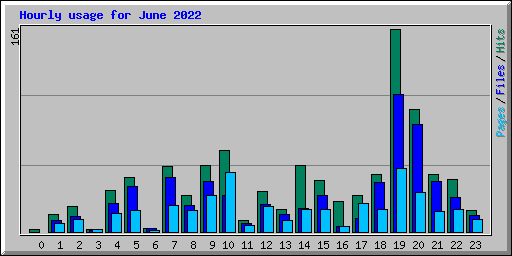 Hourly usage for June 2022
161
Pages/Files/Hits
0 1 2 3 4 5 6 7 8 9 10 11 12 13 14 15 16 17 18 19 20 21 22 23